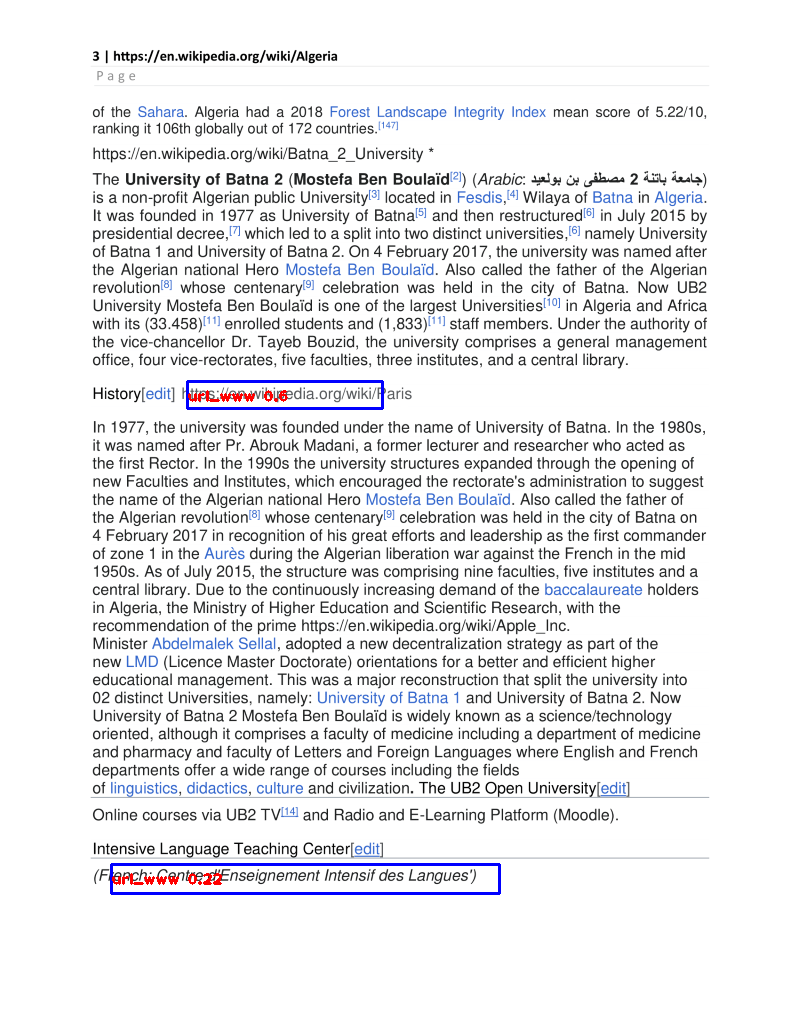 3 | https://en.wikipedia.org/wiki/Algeria
Page
of the Sahara. Algeria had a 2018 Forest Landscape Integrity Index mean score of 5.22/10,
ranking it 106th globally out of 172 countries.[147]
https://en.wikipedia.org/wiki/Batna_2_University *
The University of Batna 2 (Mostefa Ben Boulaïd[2]) (Arabic: جامعة باتنة 2 مصطفى بن بولعيد)
is a non-profit Algerian public University[3] located in Fesdis,[4] Wilaya of Batna in Algeria.
It was founded in 1977 as University of Batna[5] and then restructured[6] in July 2015 by
presidential decree,[7] which led to a split into two distinct universities,[6] namely University
of Batna 1 and University of Batna 2. On 4 February 2017, the university was named after
the Algerian national Hero Mostefa Ben Boulaïd. Also called the father of the Algerian
revolution[8] whose centenary[9] celebration was held in the city of Batna. Now UB2
University Mostefa Ben Boulaïd is one of the largest Universities[10] in Algeria and Africa
with its (33.458)[11] enrolled students and (1,833)[11] staff members. Under the authority of
the vice-chancellor Dr. Tayeb Bouzid, the university comprises a general management
office, four vice-rectorates, five faculties, three institutes, and a central library.
History[edit] https://en.wikipedia.org/wiki/Paris
url_www 0.6
In 1977, the university was founded under the name of University of Batna. In the 1980s,
it was named after Pr. Abrouk Madani, a former lecturer and researcher who acted as
the first Rector. In the 1990s the university structures expanded through the opening of
new Faculties and Institutes, which encouraged the rectorate's administration to suggest
the name of the Algerian national Hero Mostefa Ben Boulaïd. Also called the father of
the Algerian revolution[8] whose centenary[9] celebration was held in the city of Batna on
4 February 2017 in recognition of his great efforts and leadership as the first commander
of zone 1 in the Aurès during the Algerian liberation war against the French in the mid
1950s. As of July 2015, the structure was comprising nine faculties, five institutes and a
central library. Due to the continuously increasing demand of the baccalaureate holders
in Algeria, the Ministry of Higher Education and Scientific Research, with the
recommendation of the prime https://en.wikipedia.org/wiki/Apple_Inc.
Minister Abdelmalek Sellal, adopted a new decentralization strategy as part of the
new LMD (Licence Master Doctorate) orientations for a better and efficient higher
educational management. This was a major reconstruction that split the university into
02 distinct Universities, namely: University of Batna 1 and University of Batna 2. Now
University of Batna 2 Mostefa Ben Boulaïd is widely known as a science/technology
oriented, although it comprises a faculty of medicine including a department of medicine
and pharmacy and faculty of Letters and Foreign Languages where English and French
departments offer a wide range of courses including the fields
of linguistics, didactics, culture and civilization. The UB2 Open University[edit]
Online courses via UB2 TV[14] and Radio and E-Learning Platform (Moodle).
Intensive Language Teaching Center[edit]
(French: Centre d'Enseignement Intensif des Langues')
url_www 0.22